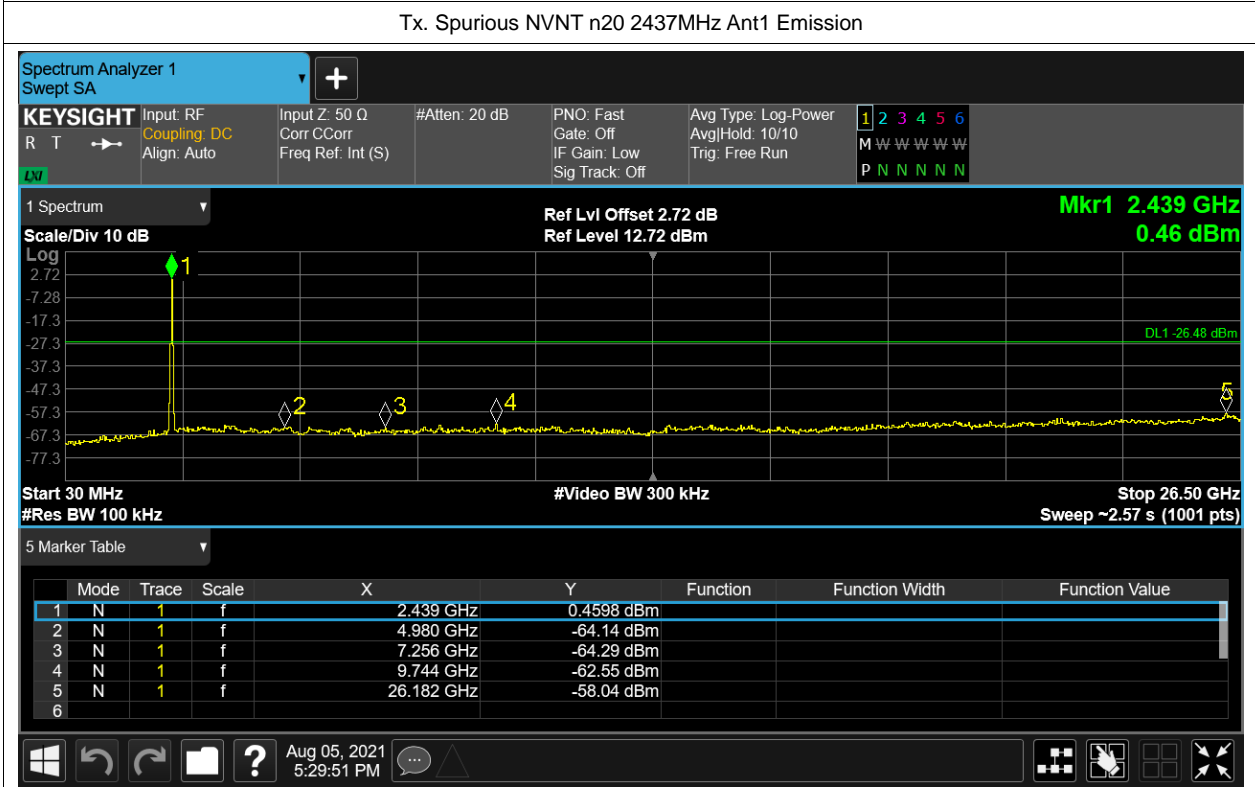 Tx. Spurious NVNT n20 2437MHz Ant1 Emission
Spectrum Analyzer 1
Swept SA
KEYSIGHT
R T
LXI
Input: RF
Coupling: DC
Align: Auto
Input Z: 50 Ω
Corr CCorr
Freq Ref: Int (S)
#Atten: 20 dB
PNO: Fast
Gate: Off
IF Gain: Low
Sig Track: Off
Avg Type: Log-Power
Avg|Hold: 10/10
Trig: Free Run
1 2 3 4 5 6
M W W W W W
P N N N N N
1 Spectrum
Scale/Div 10 dB
Ref Lvl Offset 2.72 dB
Ref Level 12.72 dBm
Mkr1 2.439 GHz
0.46 dBm
Log
2.72
-7.28
-17.3
-27.3
-37.3
-47.3
-57.3
-67.3
-77.3
1
2
3
4
5
DL1 -26.48 dBm
Start 30 MHz
#Video BW 300 kHz
Stop 26.50 GHz
#Res BW 100 kHz
Sweep ~2.57 s (1001 pts)
5 Marker Table
Mode Trace Scale X Y Function Function Width Function Value
1 N 1 f 2.439 GHz 0.4598 dBm
2 N 1 f 4.980 GHz -64.14 dBm
3 N 1 f 7.256 GHz -64.29 dBm
4 N 1 f 9.744 GHz -62.55 dBm
5 N 1 f 26.182 GHz -58.04 dBm
6
?
Aug 05, 2021
5:29:51 PM